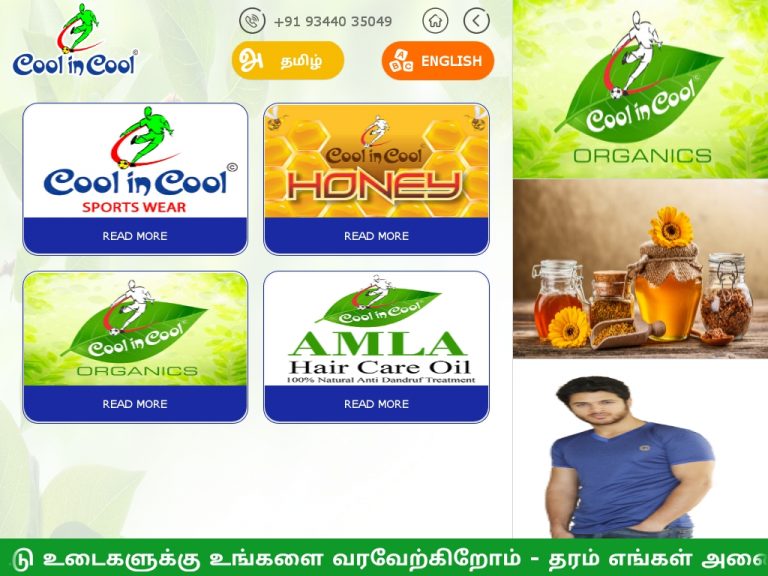 Cool in Cool ©
+91 93440 35049
அ தமிழ்
A B C ENGLISH
Cool in Cool ©
SPORTS WEAR
READ MORE
Cool in Cool
HONEY
READ MORE
Cool in Cool
ORGANICS
READ MORE
Cool in Cool
AMLA
Hair Care Oil
100% Natural Anti Dandruf Treatment
READ MORE
Cool in Cool ©
ORGANICS
உடைகளுக்கு உங்களை வரவேற்கிறோம் - தரம் எங்கள்